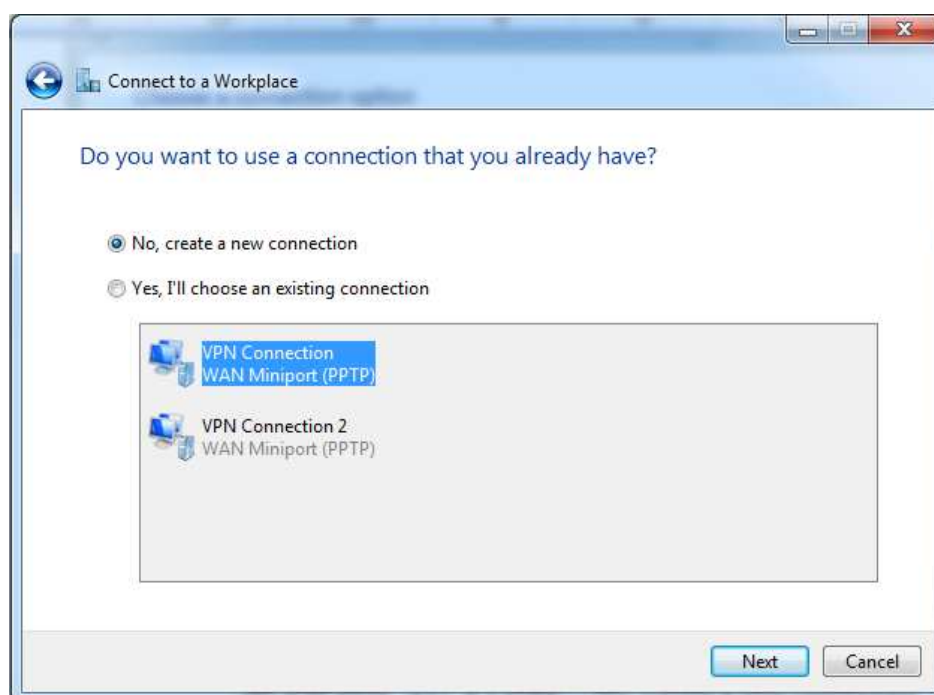 Connect to a Workplace
Do you want to use a connection that you already have?
No, create a new connection
Yes, I'll choose an existing connection
VPN Connection
WAN Miniport (PPTP)
VPN Connection 2
WAN Miniport (PPTP)
Next
Cancel